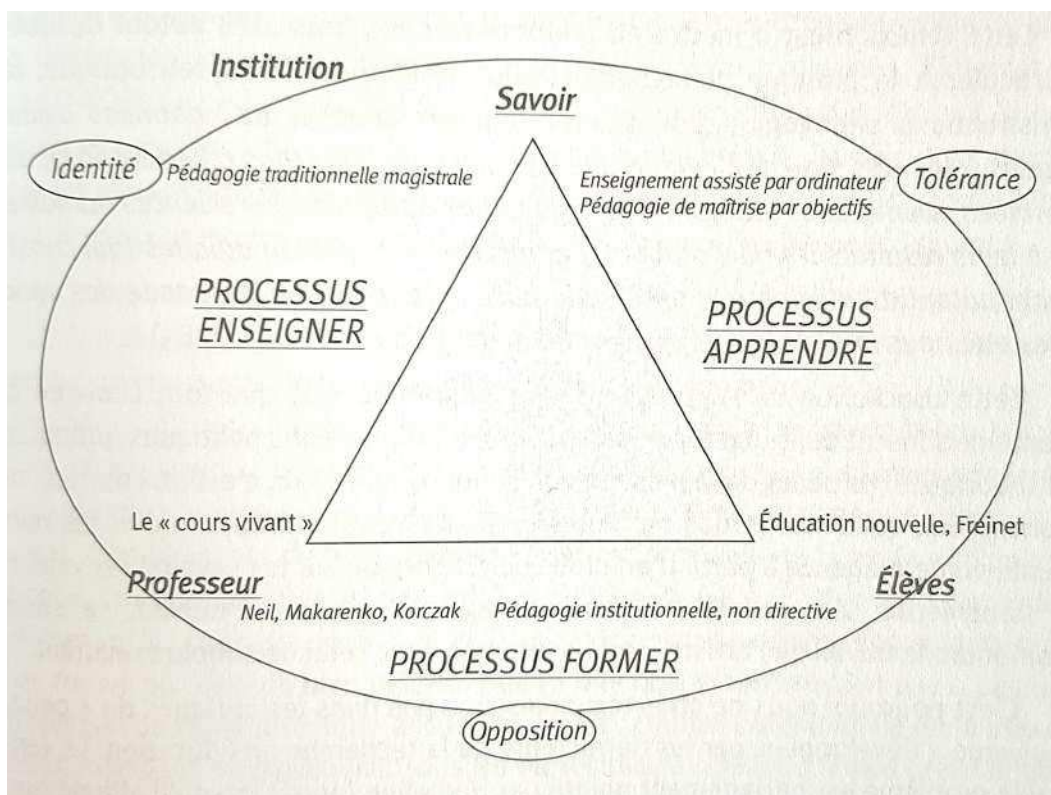 Institution
Savoir
Identité
Pédagogie traditionnelle magistrale
Enseignement assisté par ordinateur
Pédagogie de maîtrise par objectifs
Tolérance
PROCESSUS
ENSEIGNER
PROCESSUS
APPRENDRE
Le « cours vivant »
Éducation nouvelle, Freinet
Professeur
Élèves
Neil, Makarenko, Korczak
Pédagogie institutionnelle, non directive
PROCESSUS FORMER
Opposition